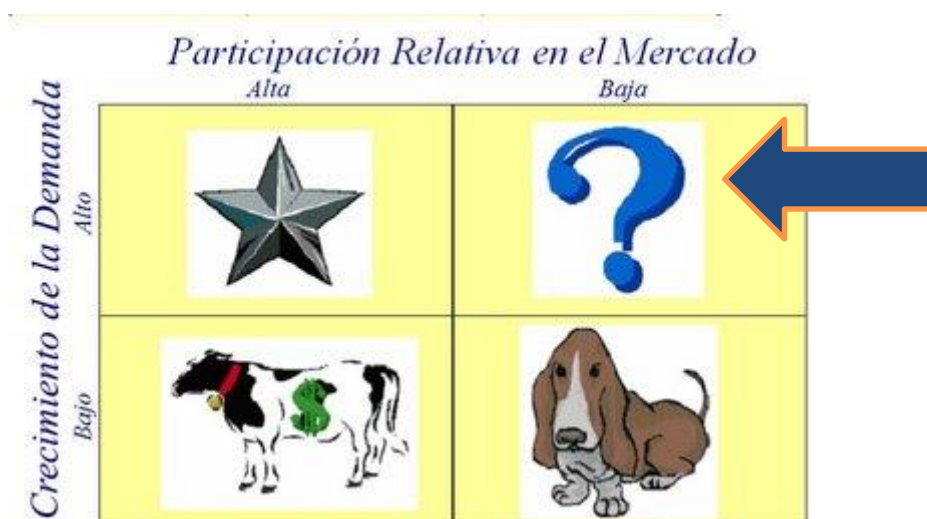 Participación Relativa en el Mercado
Alta
Baja
Crecimiento de la Demanda
Alto
Bajo
$